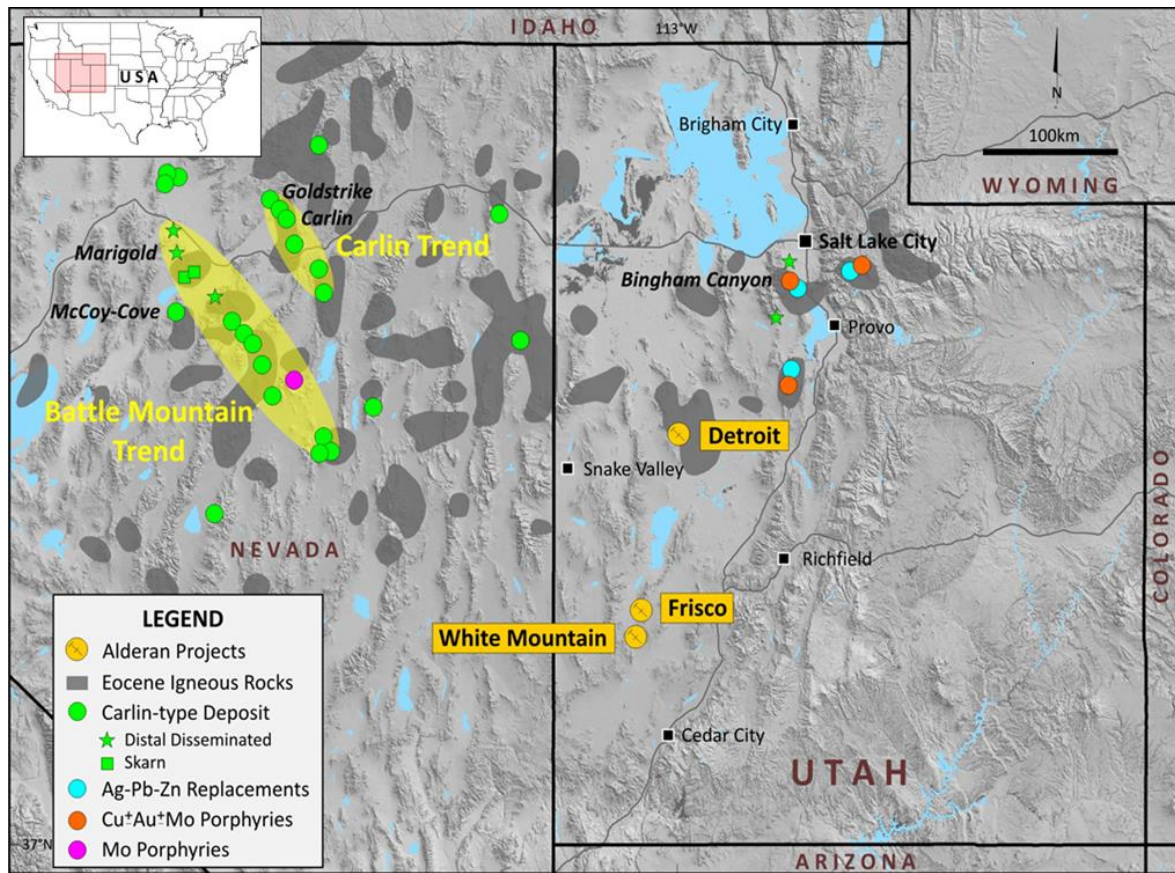 IDAHO
113°W
USA
N
100km
WYOMING
Brigham City
Goldstrike
Carlin
Carlin Trend
Marigold
McCoy-Cove
Salt Lake City
Bingham Canyon
Provo
Battle Mountain
Trend
Detroit
Snake Valley
COLORADO
NEVADA
Richfield
Frisco
White Mountain
Cedar City
UTAH
ARIZONA
37°N
LEGEND
Alderan Projects
Eocene Igneous Rocks
Carlin-type Deposit
Distal Disseminated
Skarn
Ag-Pb-Zn Replacements
Cu±Au±Mo Porphyries
Mo Porphyries